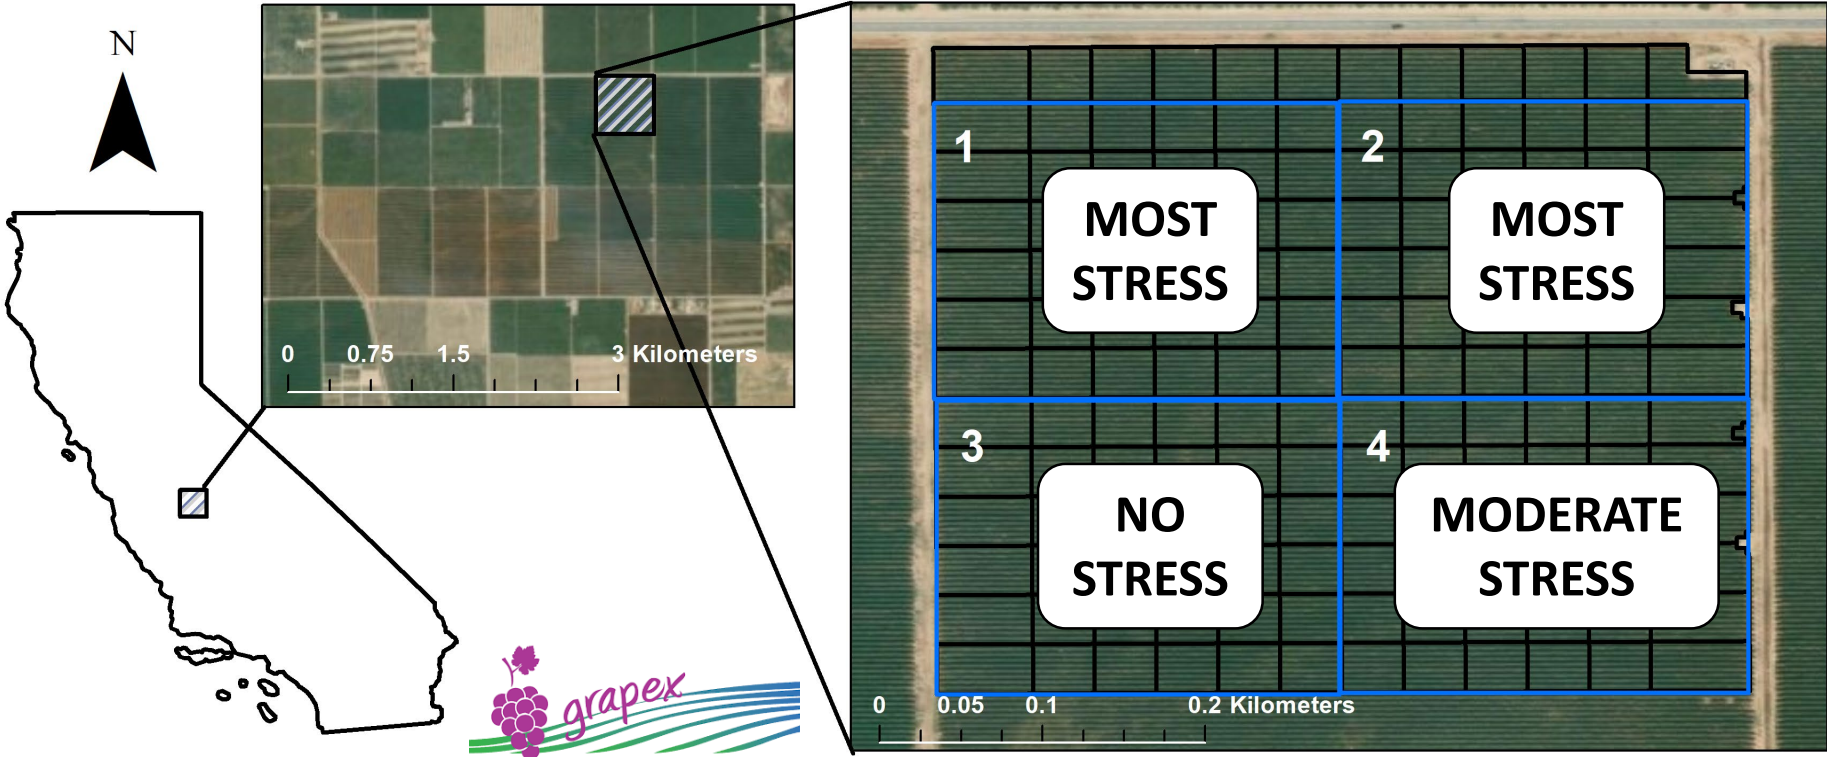 N
0 0.75 1.5 3 Kilometers
grapex
1
MOST
STRESS
2
MOST
STRESS
3
NO
STRESS
4
MODERATE
STRESS
0 0.05 0.1 0.2 Kilometers